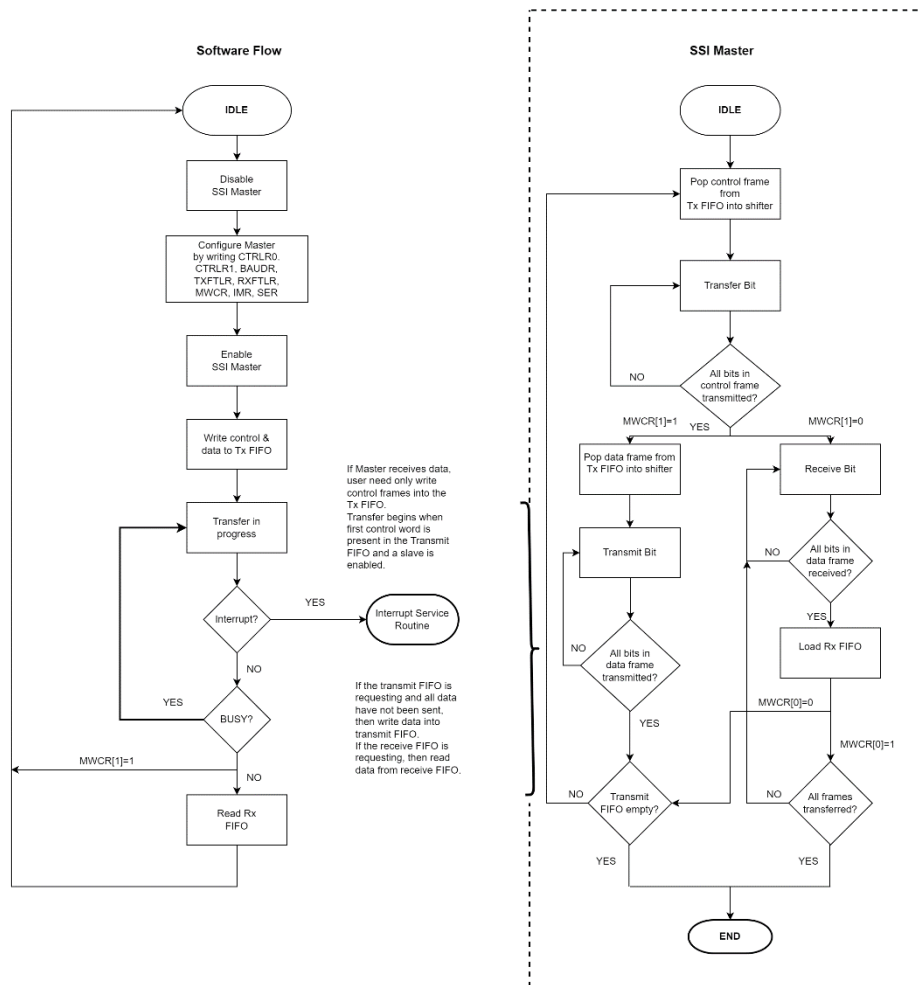 Software Flow
IDLE
Disable
SSI Master
Configure Master
by writing CTRLR0.
CTRLR1, BAUDR,
TXFTLR, RXFTLR,
MWCR, IMR, SER
Enable
SSI Master
Write control &
data to Tx FIFO
Transfer in
progress
Interrupt?
YES
Interrupt Service
Routine
NO
BUSY?
YES
MWCR[1]=1
NO
Read Rx
FIFO
If Master receives data,
user need only write
control frames into the
Tx FIFO.
Transfer begins when
first control word is
present in the Transmit
FIFO and a slave is
enabled.
If the transmit FIFO is
requesting and all data
have not been sent,
then write data into
transmit FIFO.
If the receive FIFO is
requesting, then read
data from receive FIFO.
SSI Master
IDLE
Pop control frame
from
Tx FIFO into shifter
Transfer Bit
NO
All bits in
control frame
transmitted?
MWCR[1]=1
YES
MWCR[1]=0
Pop data frame from
Tx FIFO into shifter
Transmit Bit
NO
All bits in
data frame
transmitted?
YES
Receive Bit
NO
All bits in
data frame
received?
YES
Load Rx FIFO
MWCR[0]=0
MWCR[0]=1
NO
Transmit
FIFO empty?
YES
NO
All frames
transferred?
YES
END